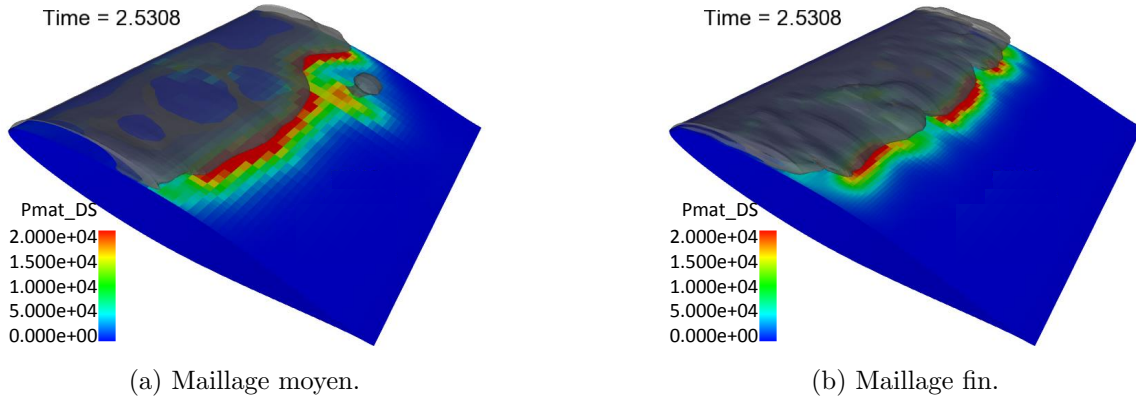 Time = 2.5308
Pmat_DS
2.000e+04
1.500e+04
1.000e+04
5.000e+04
0.000e+00
(a) Maillage moyen.
Time = 2.5308
Pmat_DS
2.000e+04
1.500e+04
1.000e+04
5.000e+04
0.000e+00
(b) Maillage fin.